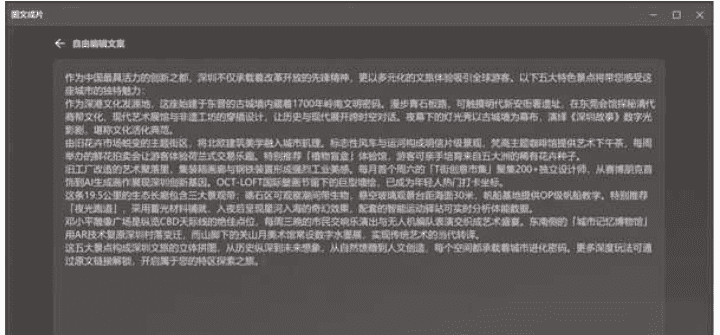 图文成片
自由编辑文案
作为中国最具活力的创新之都，深圳不仅承载着改革开放的先锋精神，更以多元化的文旅体验吸引全球游客。以下五大特色景点将带您感受这
座城市的独特魅力：
作为深港文化发源地，这座始建于东晋的古城墙内藏着1700年岭南文明密码。漫步青石板路，可触摸明代新安衙署遗址，在东莞会馆探秘清代
商帮文化，现代艺术展馆与非遗工坊的穿插设计，让历史与现代展开跨时空对话。夜幕下的灯光秀以古城墙为幕布，演绎《深圳故事》数字光
影剧，堪称文化活化典范。
由旧花卉市场蜕变的主题街区，将北欧建筑美学融入城市肌理。标志性风车与运河构成明信片级景观，梵高主题咖啡馆提供艺术下午茶，每周
举办的鲜花拍卖会让游客体验荷兰式交易乐趣。特别推荐「植物盲盒」体验馆，游客可亲手培育来自五大洲的稀有花卉种子。
旧工厂改造的艺术聚落里，集装箱画廊与钢铁装置形成强烈工业美感。每月首个周六的「T街创意市集」聚集200+独立设计师，从赛博朋克首
饰到AI生成画作展现深圳创新基因。OCT-LOFT国际壁画节留下的巨型墙绘，已成为年轻人热门打卡坐标。
这条19.5公里的生态长廊包含三大景观带：礁石区可观察潮间带生物，悬空玻璃观景台距海面30米，帆船基地提供OP级帆船教学。特别推荐
「夜光跑道」，采用蓄光材料铺就，入夜后呈现星河入海的奇幻效果，配套的智能运动驿站可实时分析体能数据。
邓小平雕像广场是纵览CBD天际线的绝佳点位，每周三晚的市民交响乐演出与无人机编队表演交织成艺术盛宴。东南侧的「城市记忆博物馆」
用AR技术复原深圳村落变迁，而山脚下的关山月美术馆常设数字水墨展，实现传统艺术的当代转译。
这五大景点构成深圳文旅的立体拼图，从历史纵深到未来想象，从自然馈赠到人文创造，每个空间都承载着城市进化密码。更多深度玩法可通
过原文链接解锁，开启属于您的特区探索之旅。